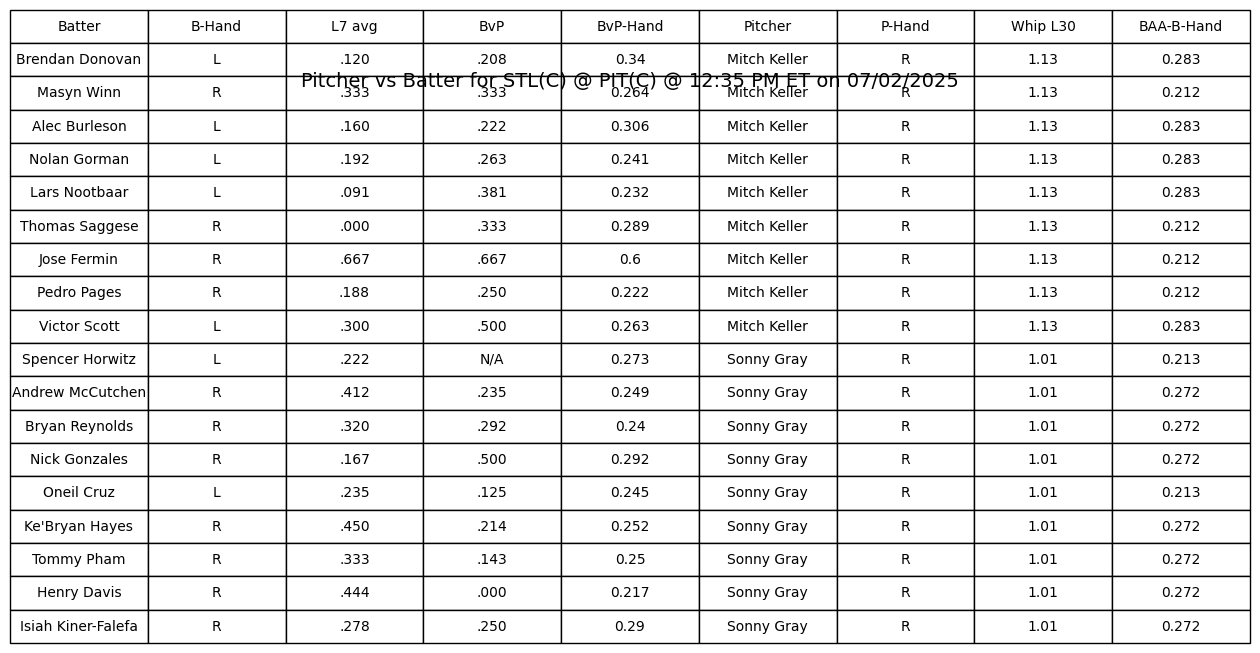 Batter B-Hand L7 avg BvP BvP-Hand Pitcher P-Hand Whip L30 BAA-B-Hand
Brendan Donovan L .120 .208 0.34 Mitch Keller R 1.13 0.283
Pitcher vs Batter for STL(C) @ PIT(C) @ 12:35 PM ET on 07/02/2025
Masyn Winn R .333 .333 0.264 Mitch Keller R 1.13 0.212
Alec Burleson L .160 .222 0.306 Mitch Keller R 1.13 0.283
Nolan Gorman L .192 .263 0.241 Mitch Keller R 1.13 0.283
Lars Nootbaar L .091 .381 0.232 Mitch Keller R 1.13 0.283
Thomas Saggese R .000 .333 0.289 Mitch Keller R 1.13 0.212
Jose Fermin R .667 .667 0.6 Mitch Keller R 1.13 0.212
Pedro Pages R .188 .250 0.222 Mitch Keller R 1.13 0.212
Victor Scott L .300 .500 0.263 Mitch Keller R 1.13 0.283
Spencer Horwitz L .222 N/A 0.273 Sonny Gray R 1.01 0.213
Andrew McCutchen R .412 .235 0.249 Sonny Gray R 1.01 0.272
Bryan Reynolds R .320 .292 0.24 Sonny Gray R 1.01 0.272
Nick Gonzales R .167 .500 0.292 Sonny Gray R 1.01 0.272
Oneil Cruz L .235 .125 0.245 Sonny Gray R 1.01 0.213
Ke'Bryan Hayes R .450 .214 0.252 Sonny Gray R 1.01 0.272
Tommy Pham R .333 .143 0.25 Sonny Gray R 1.01 0.272
Henry Davis R .444 .000 0.217 Sonny Gray R 1.01 0.272
Isiah Kiner-Falefa R .278 .250 0.29 Sonny Gray R 1.01 0.272